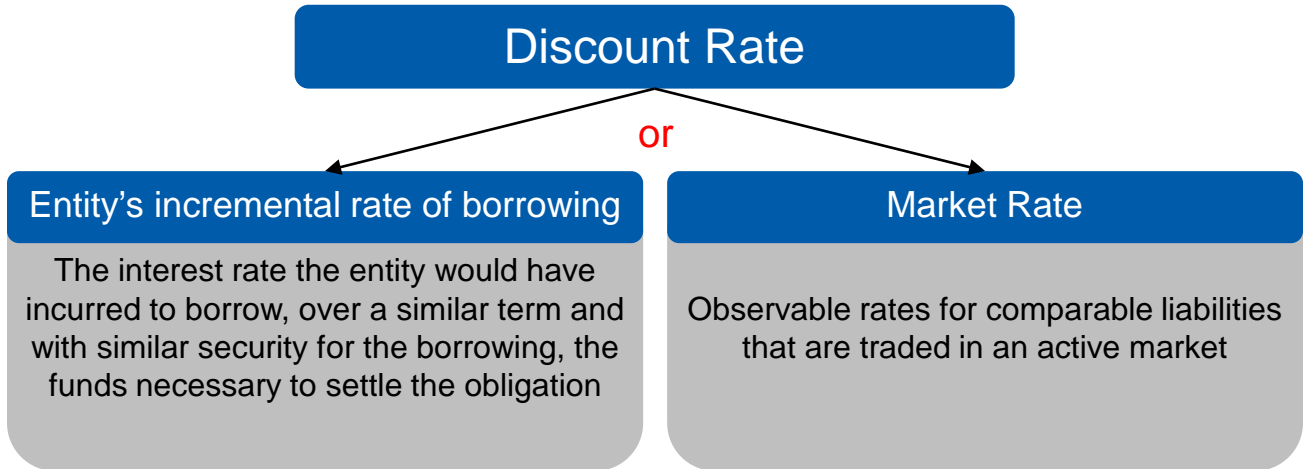 Discount Rate
or
Entity’s incremental rate of borrowing
The interest rate the entity would have
incurred to borrow, over a similar term and
with similar security for the borrowing, the
funds necessary to settle the obligation
Market Rate
Observable rates for comparable liabilities
that are traded in an active market